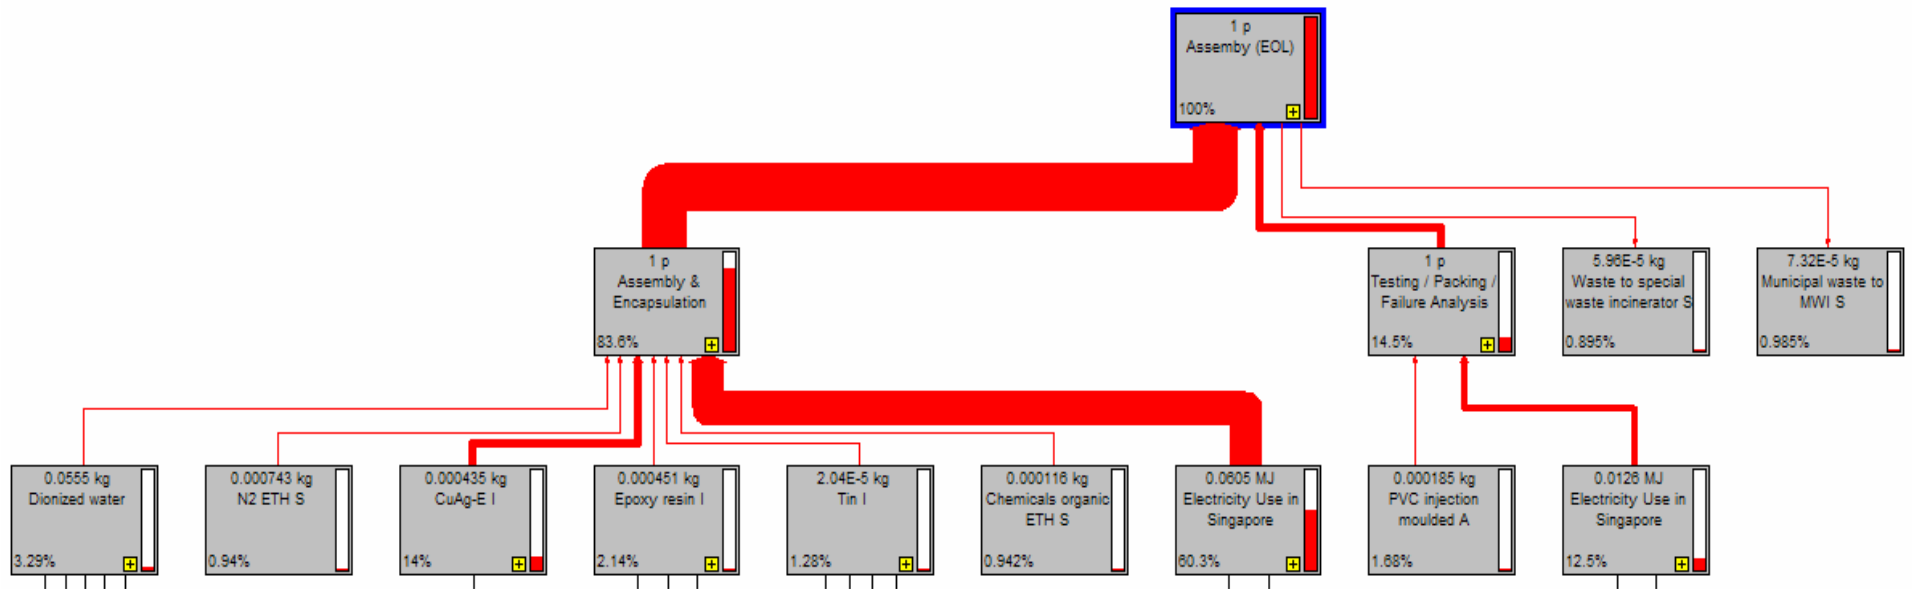 1 p
Assemby (EOL)
100%
1 p
Assembly &
Encapsulation
83.6%
1 p
Testing / Packing /
Failure Analysis
14.5%
5.96E-5 kg
Waste to special
waste incinerator S
0.895%
7.32E-5 kg
Municipal waste to
MWI S
0.985%
0.0555 kg
Dionized water
3.29%
0.000743 kg
N2 ETH S
0.94%
0.000435 kg
CuAg-E I
14%
0.000451 kg
Epoxy resin I
2.14%
2.04E-5 kg
Tin I
1.28%
0.000116 kg
Chemicals organic
ETH S
0.942%
0.0605 MJ
Electricity Use in
Singapore
60.3%
0.000185 kg
PVC injection
moulded A
1.68%
0.0126 MJ
Electricity Use in
Singapore
12.5%